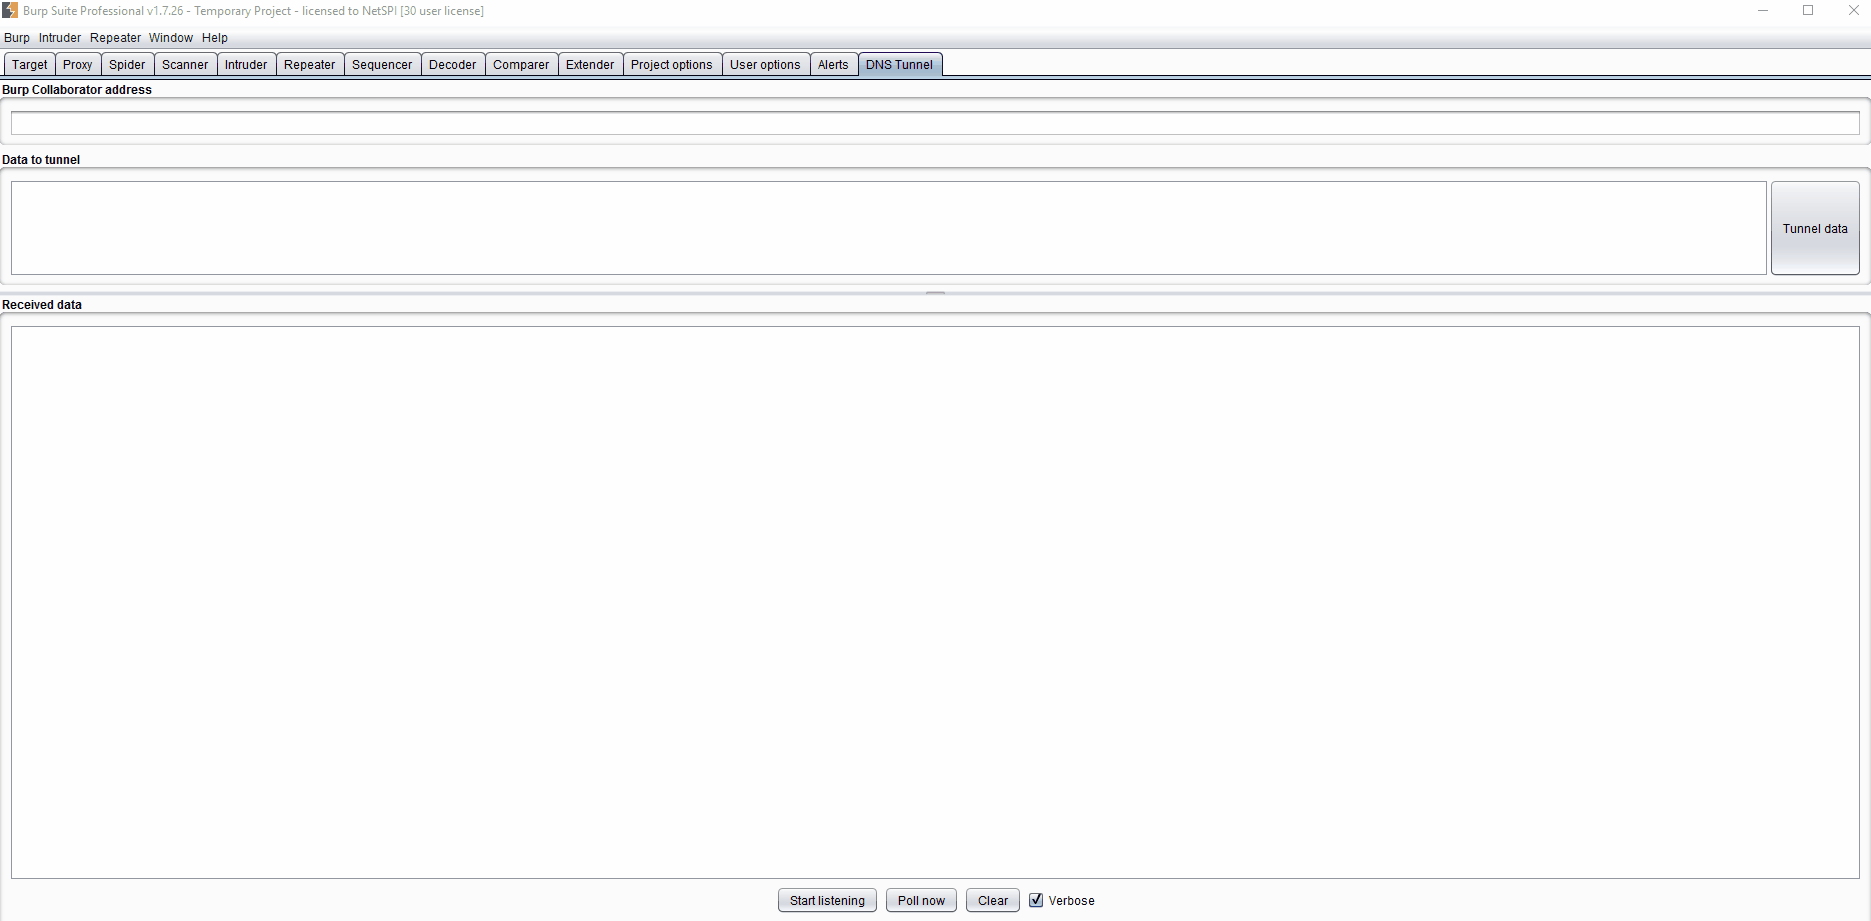 Burp Suite Professional v1.7.26 - Temporary Project - licensed to NetSPI [30 user license]
Burp Intruder Repeater Window Help
Target Proxy Spider Scanner Intruder Repeater Sequencer Decoder Comparer Extender Project options User options Alerts DNS Tunnel
Burp Collaborator address
Data to tunnel
Tunnel data
Received data
Start listening Poll now Clear Verbose